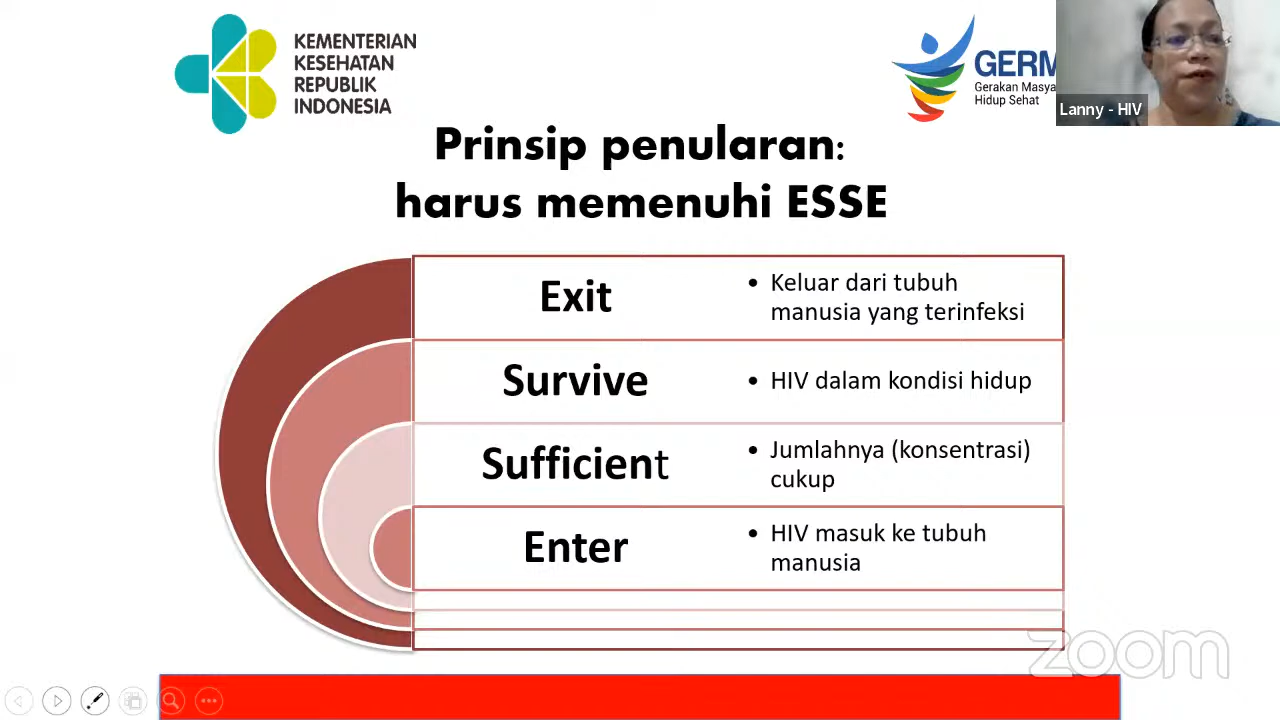 KEMENTERIAN
KESEHATAN
REPUBLIK
INDONESIA
GERM
Gerakan Masya
Hidup Sehat
Lanny - HIV
Prinsip penularan:
harus memenuhi ESSE
Exit
• Keluar dari tubuh
manusia yang terinfeksi
Survive
• HIV dalam kondisi hidup
Sufficient
• Jumlahnya (konsentrasi)
cukup
Enter
• HIV masuk ke tubuh
manusia
zoom